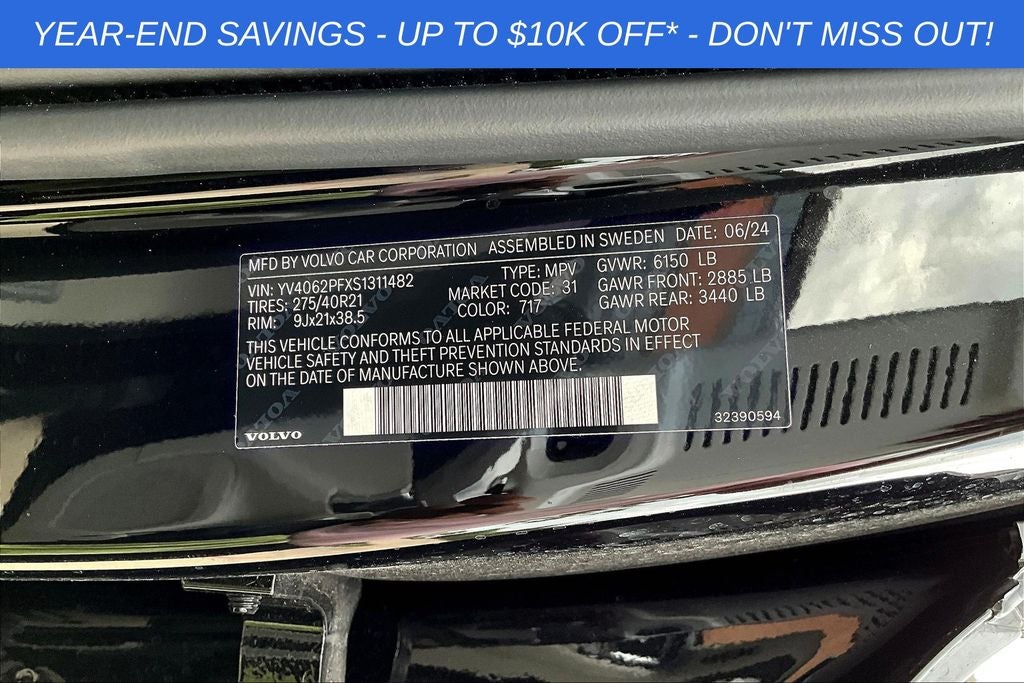 YEAR-END SAVINGS - UP TO $10K OFF* - DON'T MISS OUT!
MFD BY VOLVO CAR CORPORATION ASSEMBLED IN SWEDEN DATE: 06/24
VIN: YV4062PFXS1311482 TYPE: MPV GVWR: 6150 LB
TIRES: 275/40R21 MARKET CODE: 31 GAWR FRONT: 2885 LB
RIM: 9Jx21x38.5 COLOR: 717 GAWR REAR: 3440 LB
THIS VEHICLE CONFORMS TO ALL APPLICABLE FEDERAL MOTOR
VEHICLE SAFETY AND THEFT PREVENTION STANDARDS IN EFFECT
ON THE DATE OF MANUFACTURE SHOWN ABOVE.
VOLVO 32390594